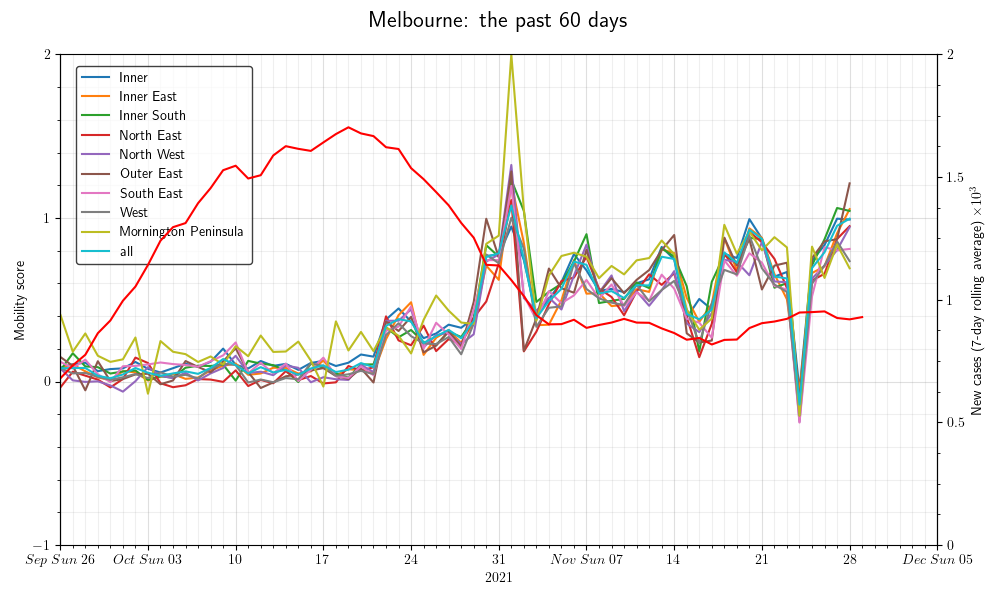 Melbourne: the past 60 days
Mobility score
2
1
0
−1
Inner
Inner East
Inner South
North East
North West
Outer East
South East
West
Mornington Peninsula
all
2
1.5
1
0.5
0
New cases (7-day rolling average) ×10³
Sep Sun 26 Oct Sun 03 10 17 24 31 Nov Sun 07 14 21 28 Dec Sun 05
2021